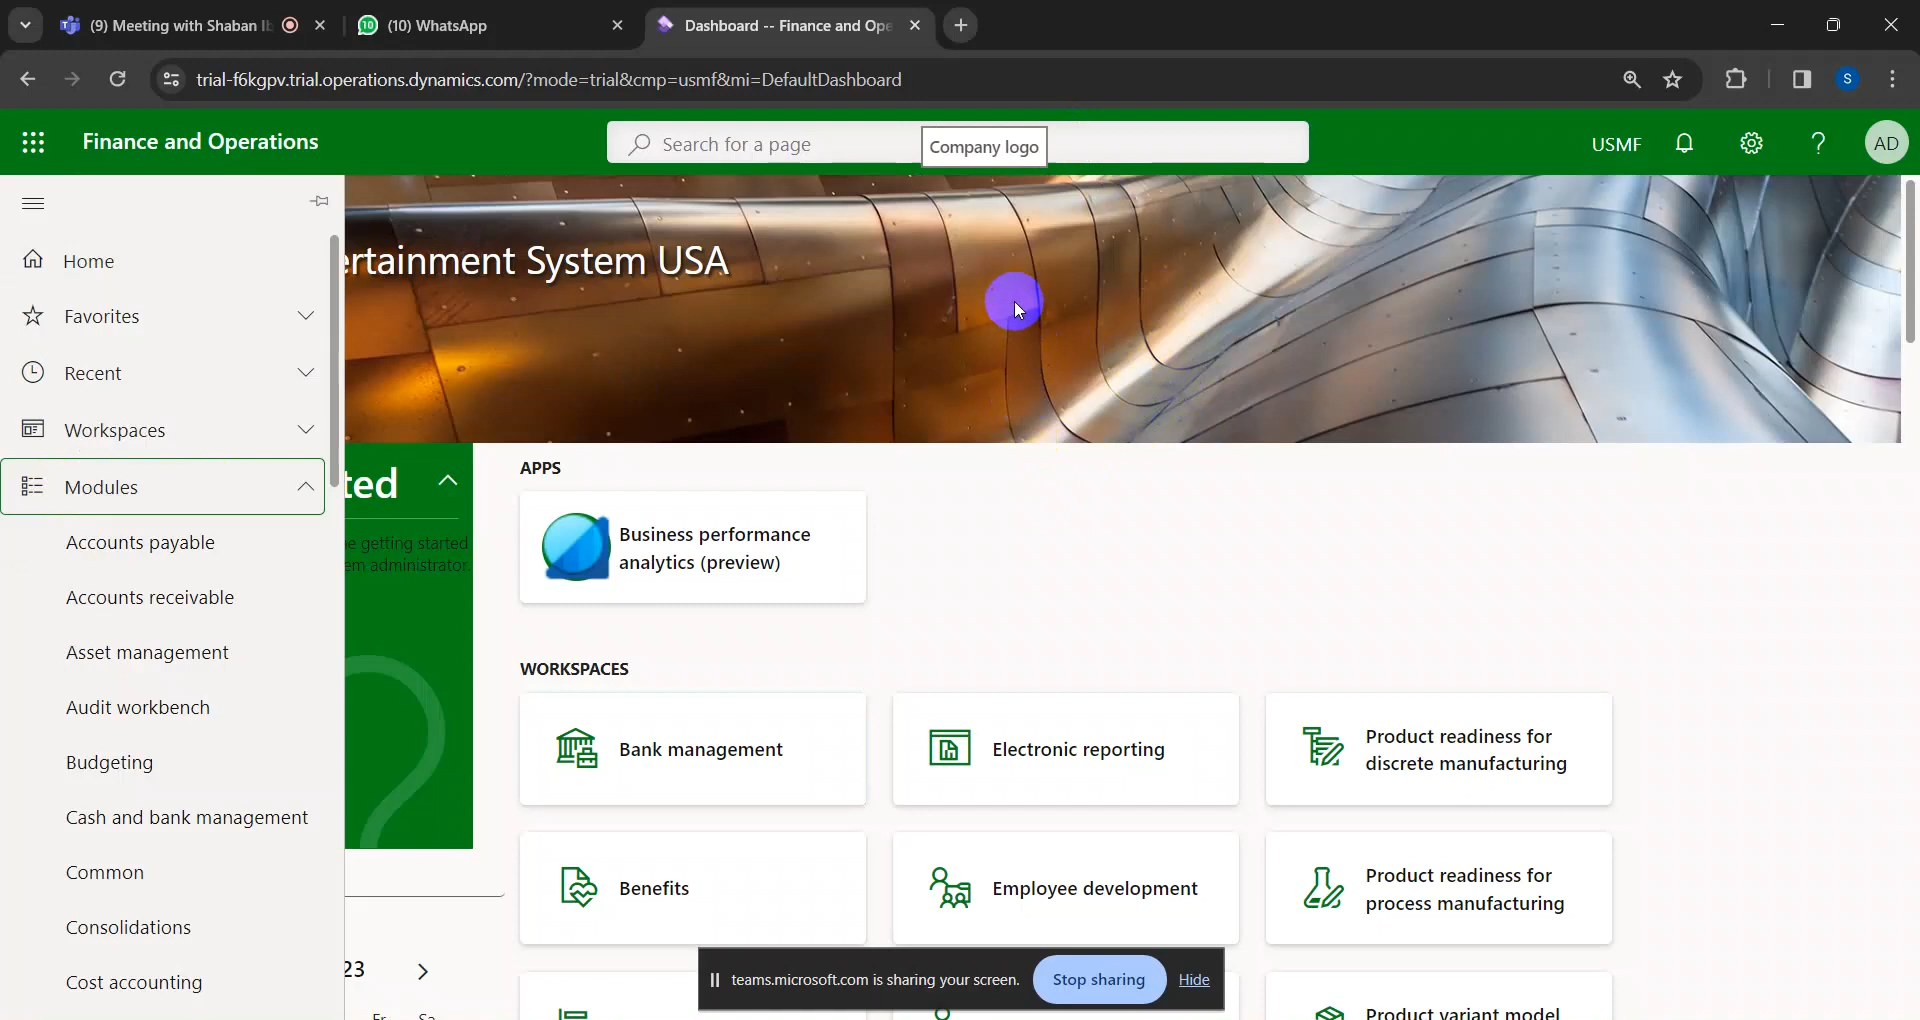 (9) Meeting with Shaban Ib
(10) WhatsApp
Dashboard -- Finance and Ope
trial-f6kgpv.trial.operations.dynamics.com/?mode=trial&cmp=usmf&mi=DefaultDashboard
S
Finance and Operations
Search for a page
Company logo
USMF
AD
Home
Favorites
Recent
Workspaces
Modules
Accounts payable
Accounts receivable
Asset management
Audit workbench
Budgeting
Cash and bank management
Common
Consolidations
Cost accounting
ertainment System USA
ted
e getting started
em administrator.
23
Fr Sa
APPS
Business performance
analytics (preview)
WORKSPACES
Bank management
Electronic reporting
Product readiness for
discrete manufacturing
Benefits
Employee development
Product readiness for
process manufacturing
Product variant model
teams.microsoft.com is sharing your screen.
Stop sharing
Hide